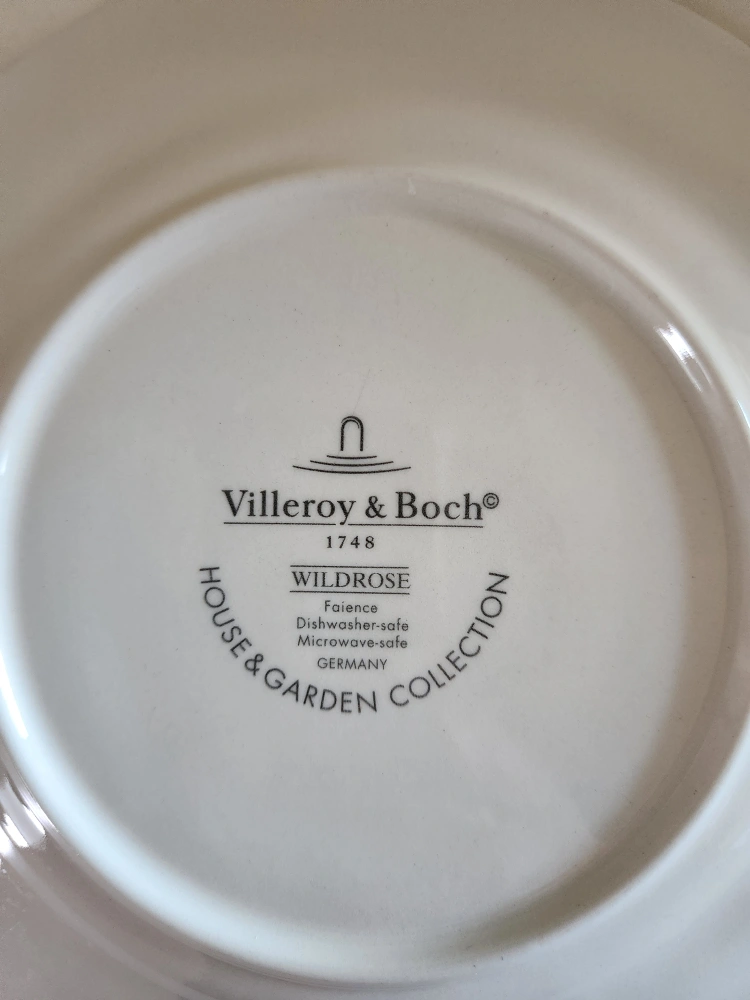 Villeroy & Boch©
1748
WILDROSE
Faience
Dishwasher-safe
Microwave-safe
GERMANY
HOUSE & GARDEN COLLECTION